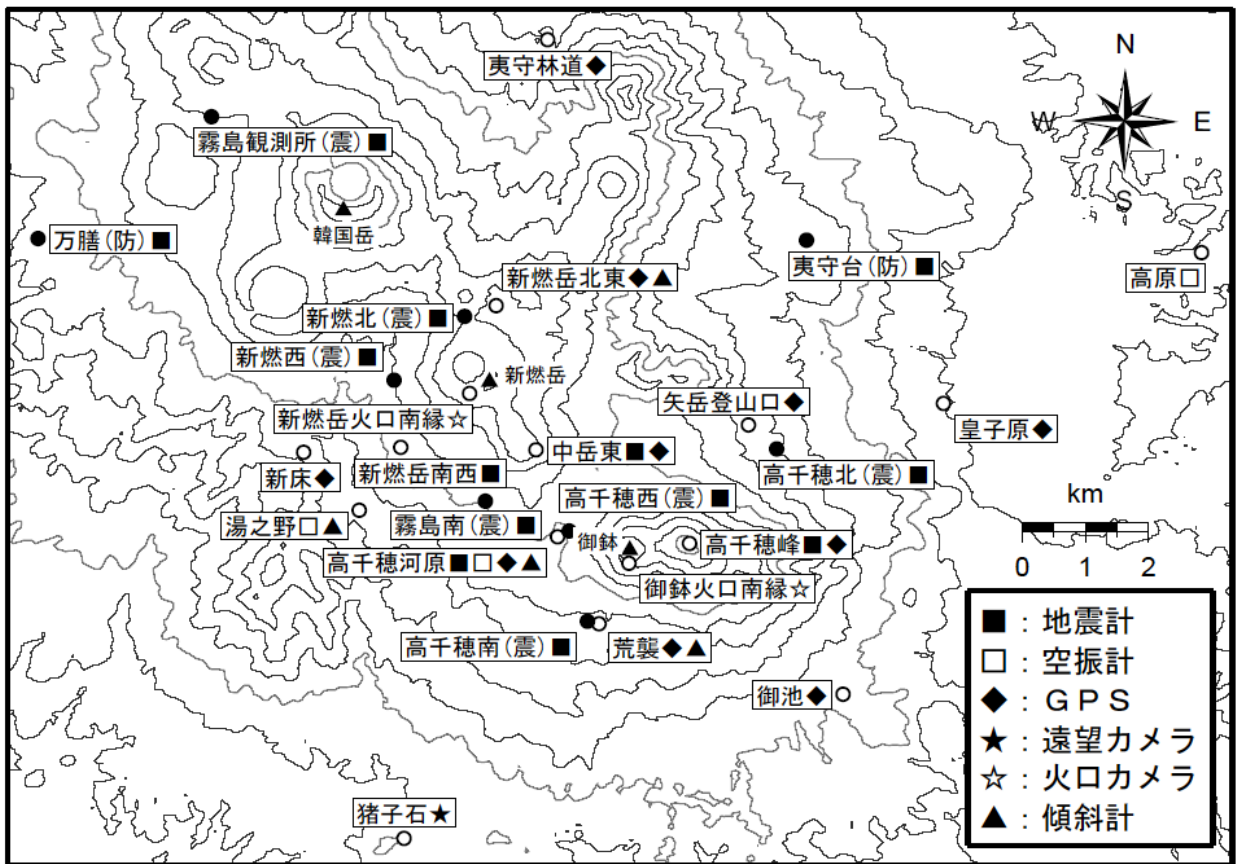 夷守林道◆
N
W
E
S
霧島観測所(震)■
韓国岳
万膳(防)■
夷守台(防)■
高原□
新燃岳北東◆▲
新燃北(震)■
新燃西(震)■
新燃岳
矢岳登山口◆
新燃岳火口南縁☆
皇子原◆
中岳東■◆
新床◆
新燃岳南西■
高千穂北(震)■
高千穂西(震)■
km
湯之野□▲
霧島南(震)■
御鉢
高千穂峰■◆
高千穂河原■□◆▲
0 1 2
御鉢火口南縁☆
高千穂南(震)■
荒襲◆▲
御池◆
猪子石★
■：地震計
□：空振計
◆：ＧＰＳ
★：遠望カメラ
☆：火口カメラ
▲：傾斜計